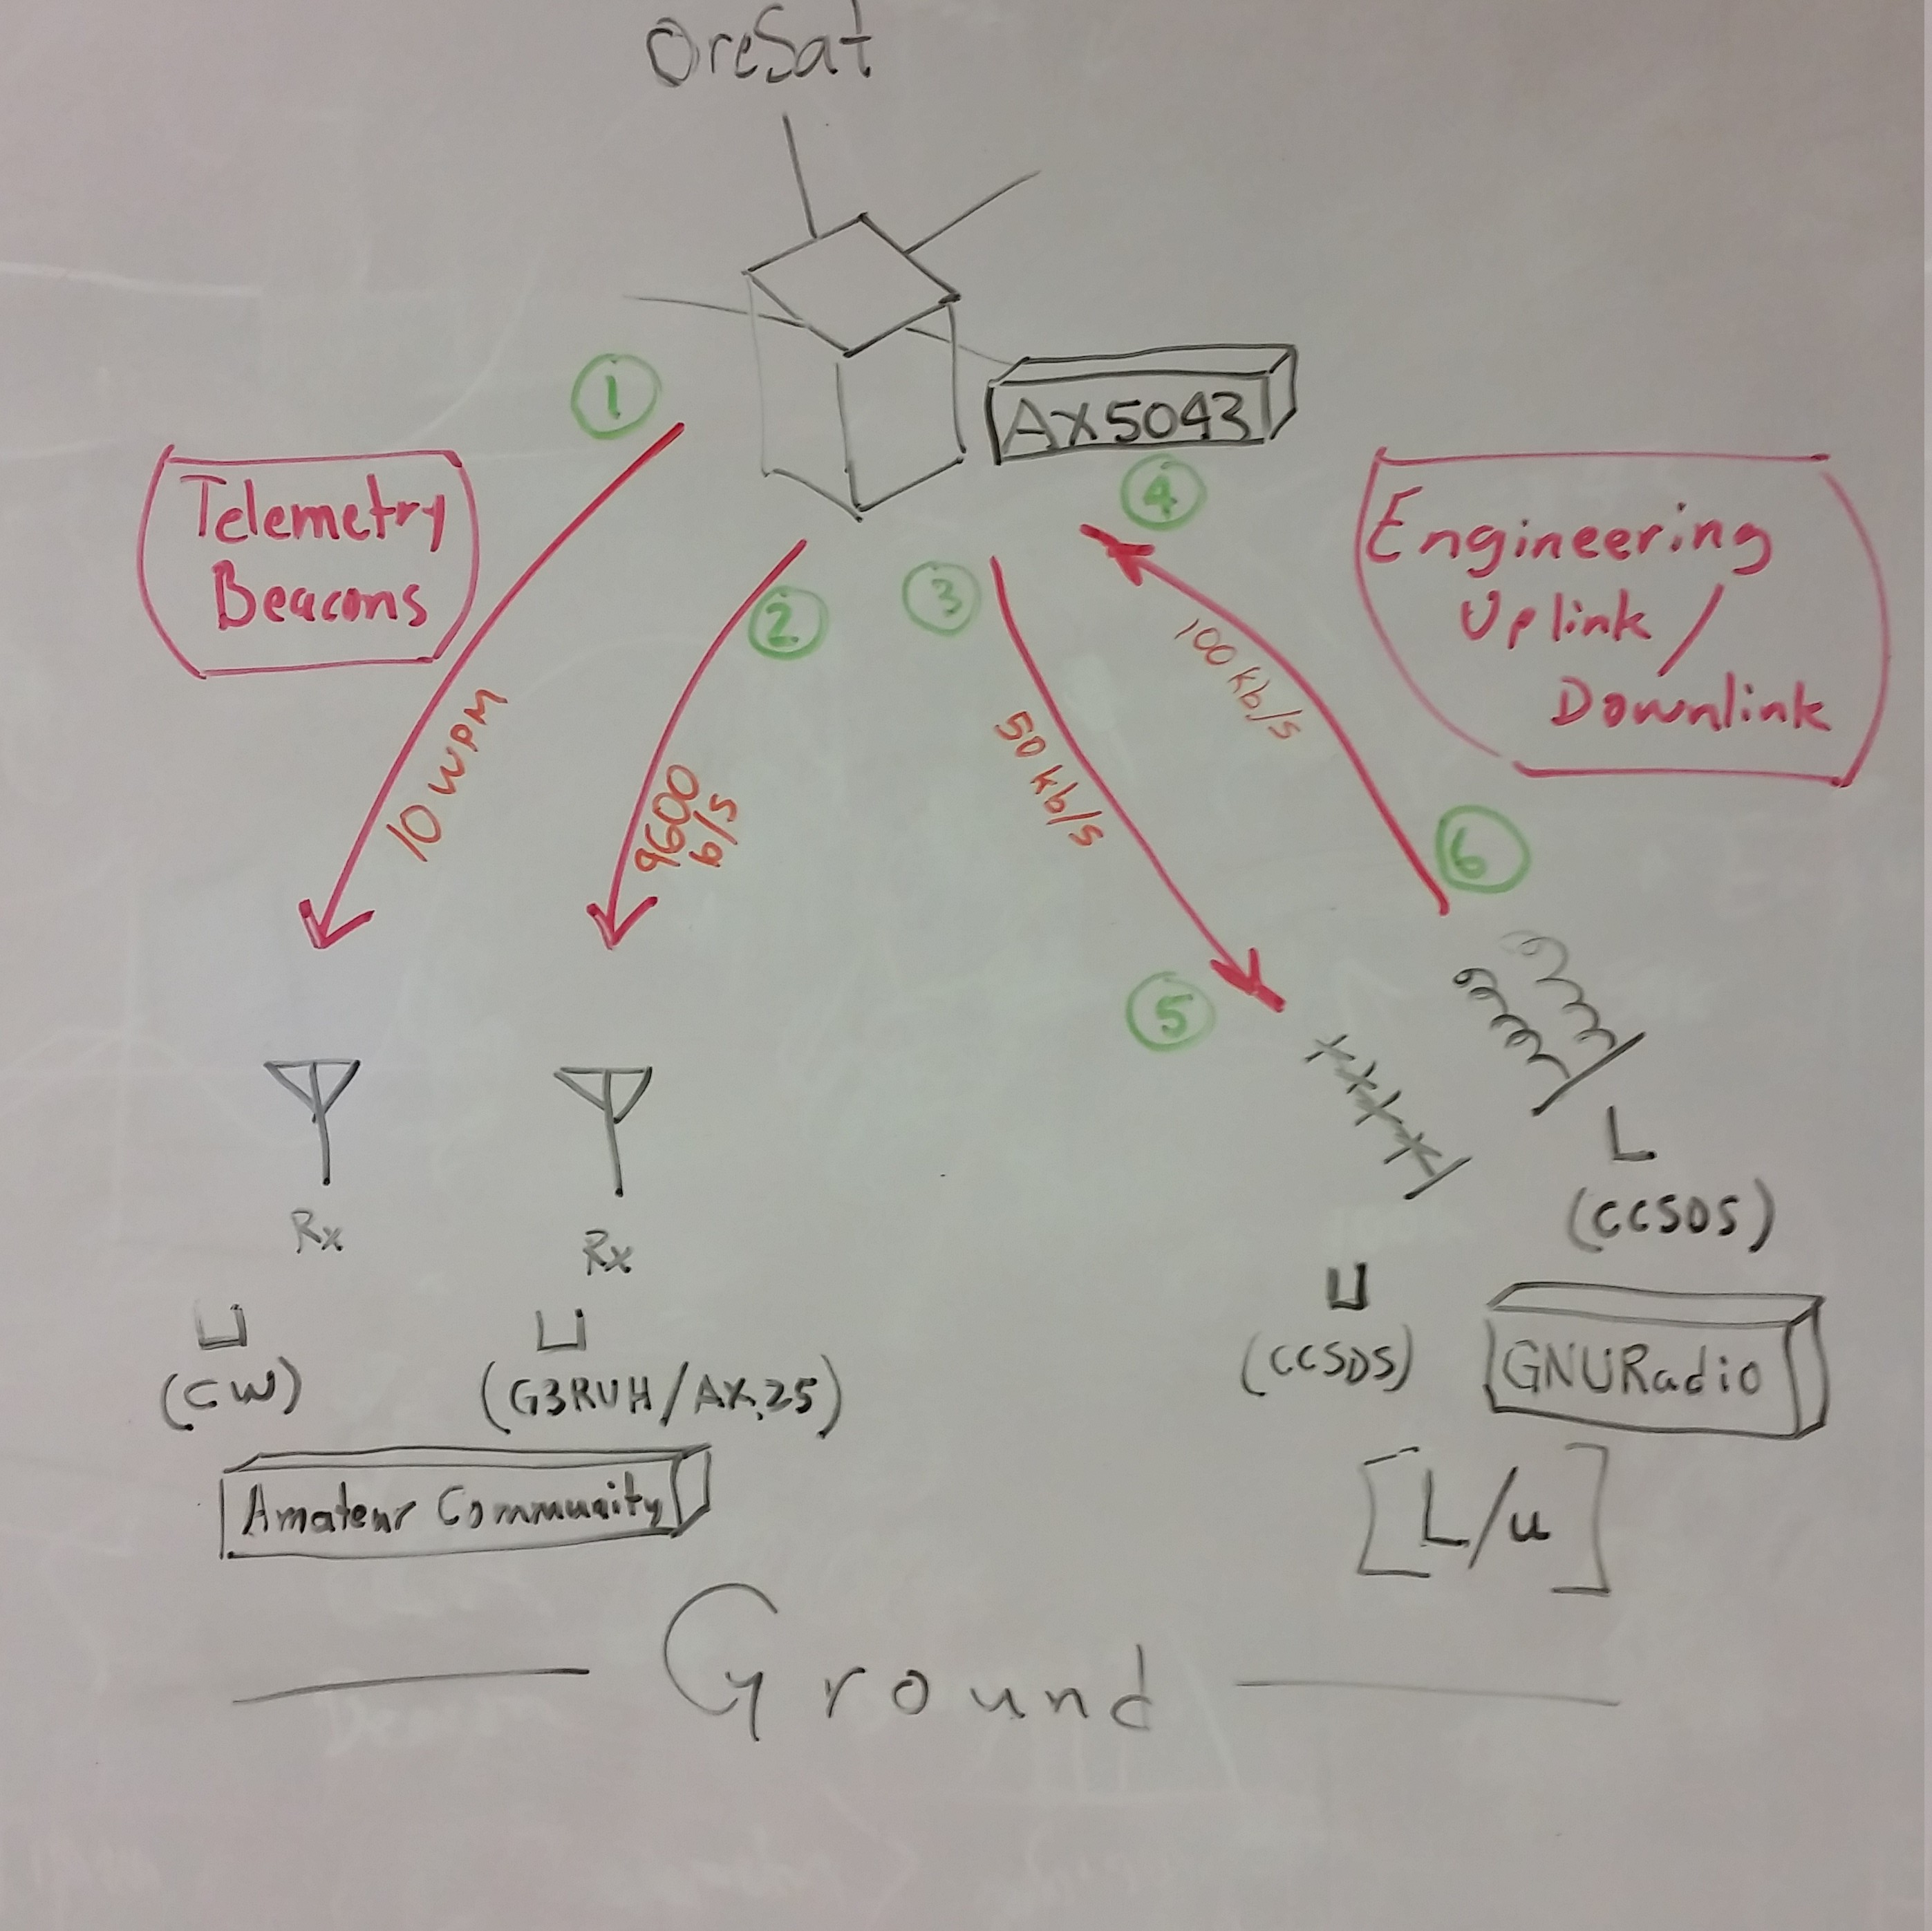 OreSat
1
AX5043
Telemetry
Beacons
4
Engineering
Uplink /
Downlink
2
3
100 kb/s
10 WPM
9600
b/s
50 kb/s
6
5
L
(CCSDS)
Rx
Rx
U
(CW)
U
(G3RUH/AX.25)
U
(CCSDS)
GNURadio
Amateur Community
[L/u]
Ground